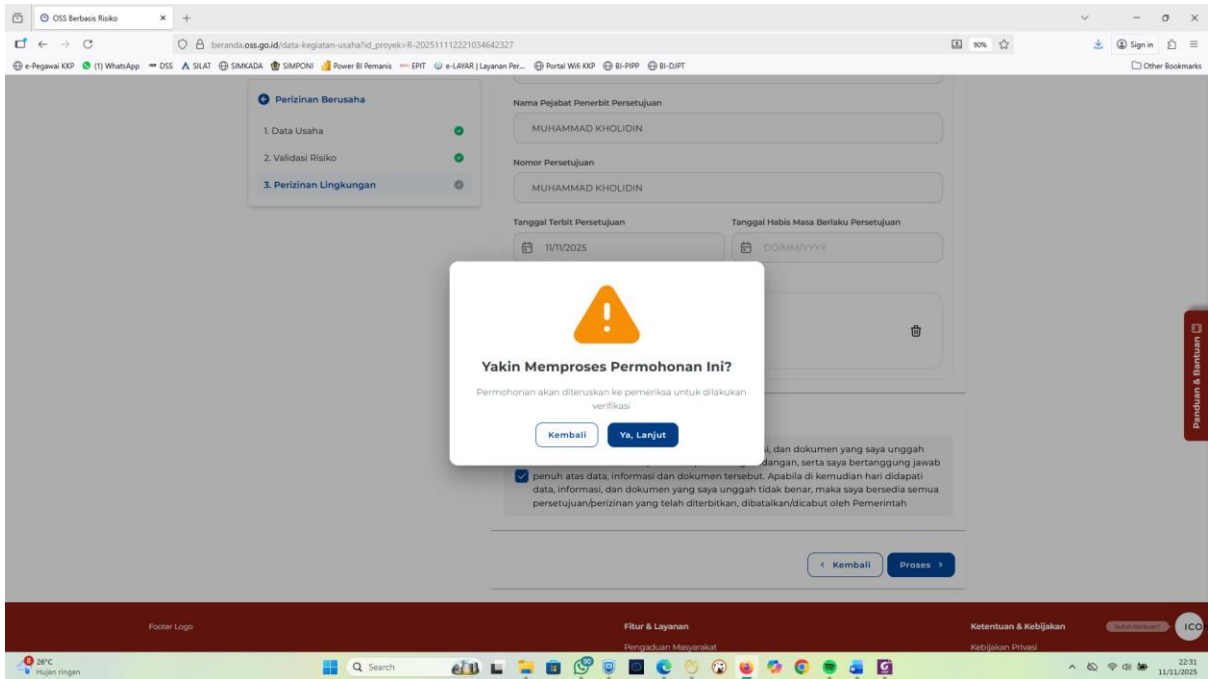 OSS Berbasis Risiko
beranda.oss.go.id/data-kegiatan-usaha?id_proyek=R-202511112221034642327
90%
Sign in
e-Pegawai KKP (1) WhatsApp DSS SILAT SIMKADA SIMPONI Power BI Pemanis EPIT e-LAYAR | Layanan Per... Portal Wifi KKP BI-PIPP BI-DJPT
Other Bookmarks
Perizinan Berusaha
1. Data Usaha
2. Validasi Risiko
3. Perizinan Lingkungan
Nama Pejabat Penerbit Persetujuan
MUHAMMAD KHOLIDIN
Nomor Persetujuan
MUHAMMAD KHOLIDIN
Tanggal Terbit Persetujuan
Tanggal Habis Masa Berlaku Persetujuan
11/11/2025
DD/MM/YYYY
Yakin Memproses Permohonan Ini?
Permohonan akan diteruskan ke pemeriksa untuk dilakukan
verifikasi
Kembali
Ya, Lanjut
dan dokumen yang saya unggah
serta saya bertanggung jawab
penuh atas data, informasi dan dokumen tersebut. Apabila di kemudian hari didapati
data, informasi, dan dokumen yang saya unggah tidak benar, maka saya bersedia semua
persetujuan/perizinan yang telah diterbitkan, dibatalkan/dicabut oleh Pemerintah
Kembali
Proses
Panduan & Bantuan
Footer Logo
Fitur & Layanan
Pengaduan Masyarakat
Ketentuan & Kebijakan
Kebijakan Privasi
ICO
8
26°C
Hujan ringan
Search
22:31
11/11/2025